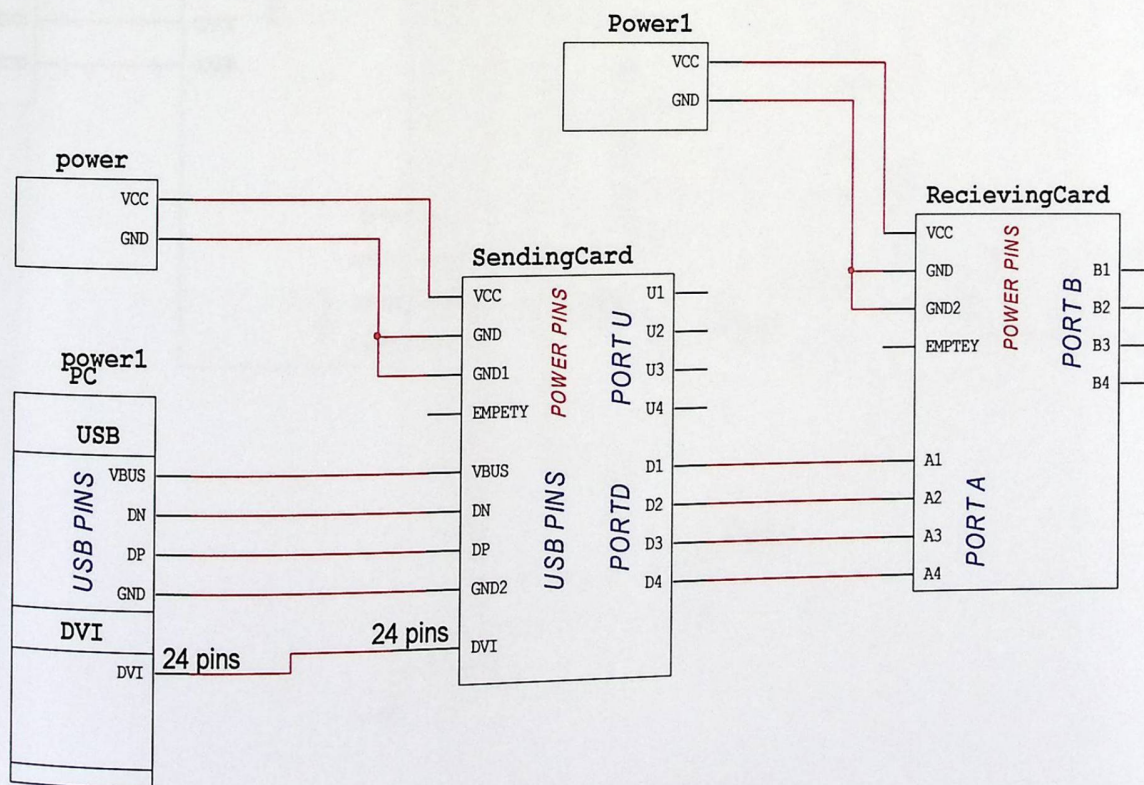 Power1
VCC
GND
power
VCC
GND
RecievingCard
VCC
GND
GND2
EMPTEY
POWER PINS
PORT B
B1
B2
B3
B4
A1
A2
A3
A4
PORT A
SendingCard
VCC
GND
GND1
EMPETY
POWER PINS
PORT U
U1
U2
U3
U4
VBUS
DN
DP
GND2
DVI
USB PINS
PORTD
D1
D2
D3
D4
power1
PC
USB
USB PINS
VBUS
DN
DP
GND
DVI
DVI
24 pins
24 pins